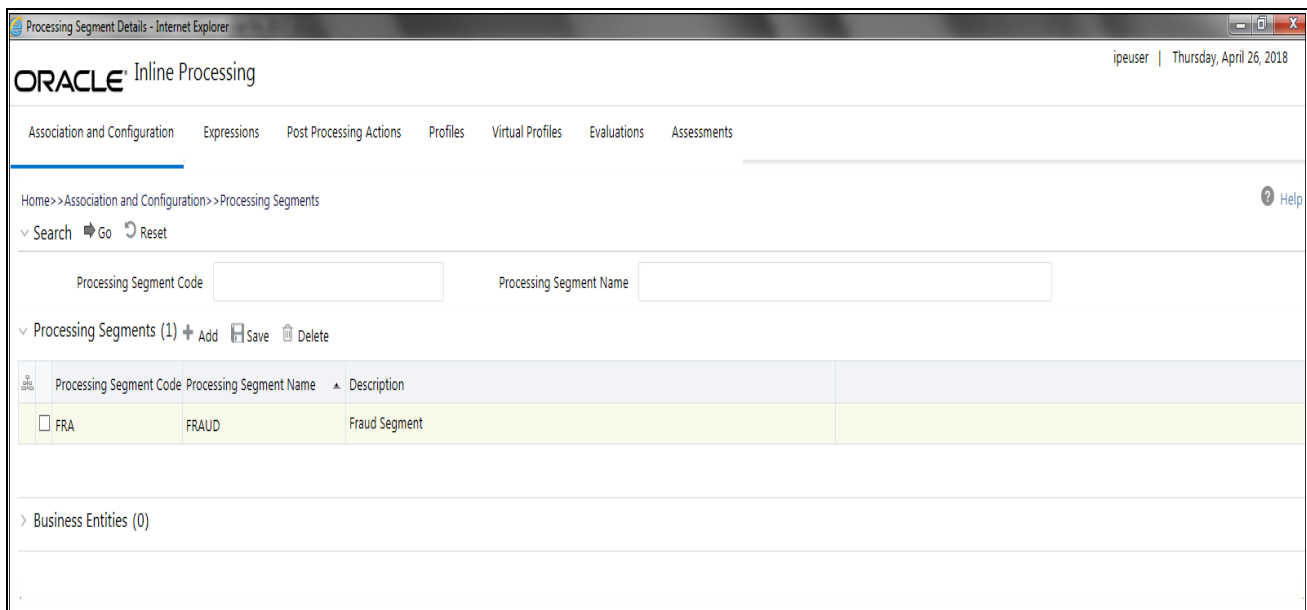 Processing Segment Details - Internet Explorer
ORACLE® Inline Processing
ipeuser | Thursday, April 26, 2018
Association and Configuration Expressions Post Processing Actions Profiles Virtual Profiles Evaluations Assessments
Home>>Association and Configuration>>Processing Segments
Help
Search Go Reset
Processing Segment Code Processing Segment Name
Processing Segments (1) Add Save Delete
Processing Segment Code Processing Segment Name Description
FRA FRAUD Fraud Segment
Business Entities (0)